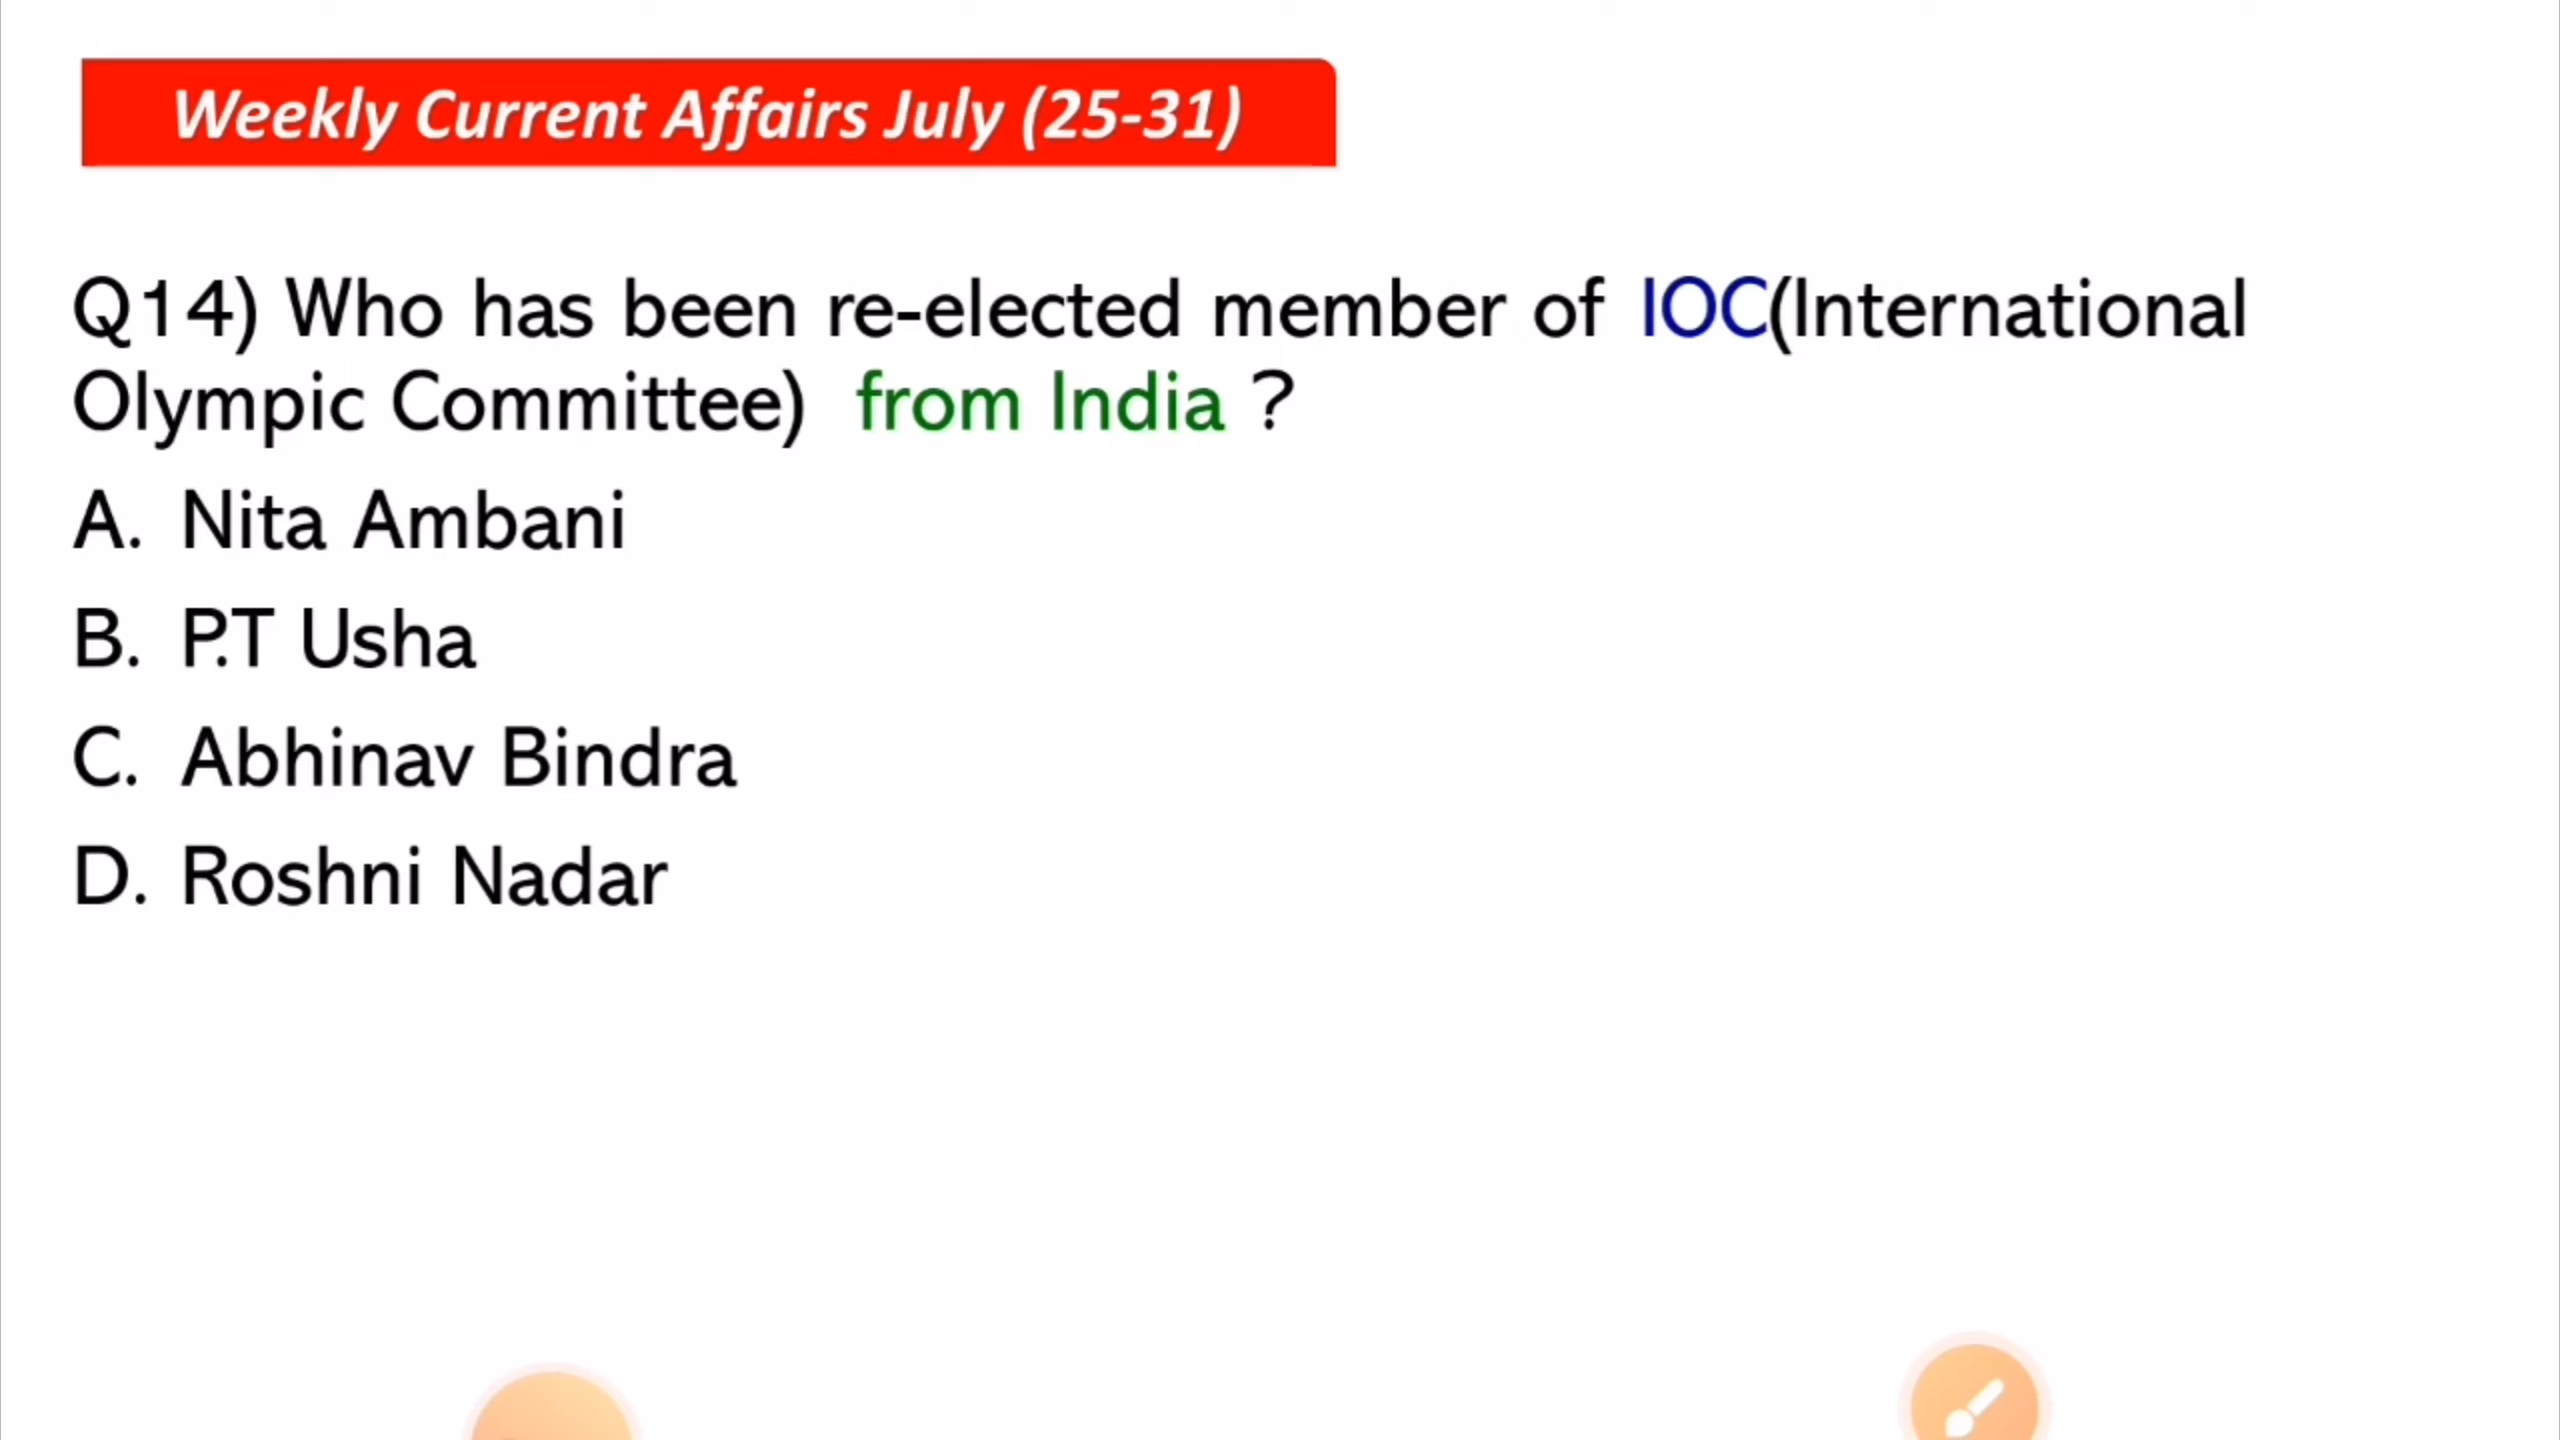 Weekly Current Affairs July (25-31)
Q14) Who has been re-elected member of IOC(International
Olympic Committee) from India ?
A. Nita Ambani
B. P.T Usha
C. Abhinav Bindra
D. Roshni Nadar